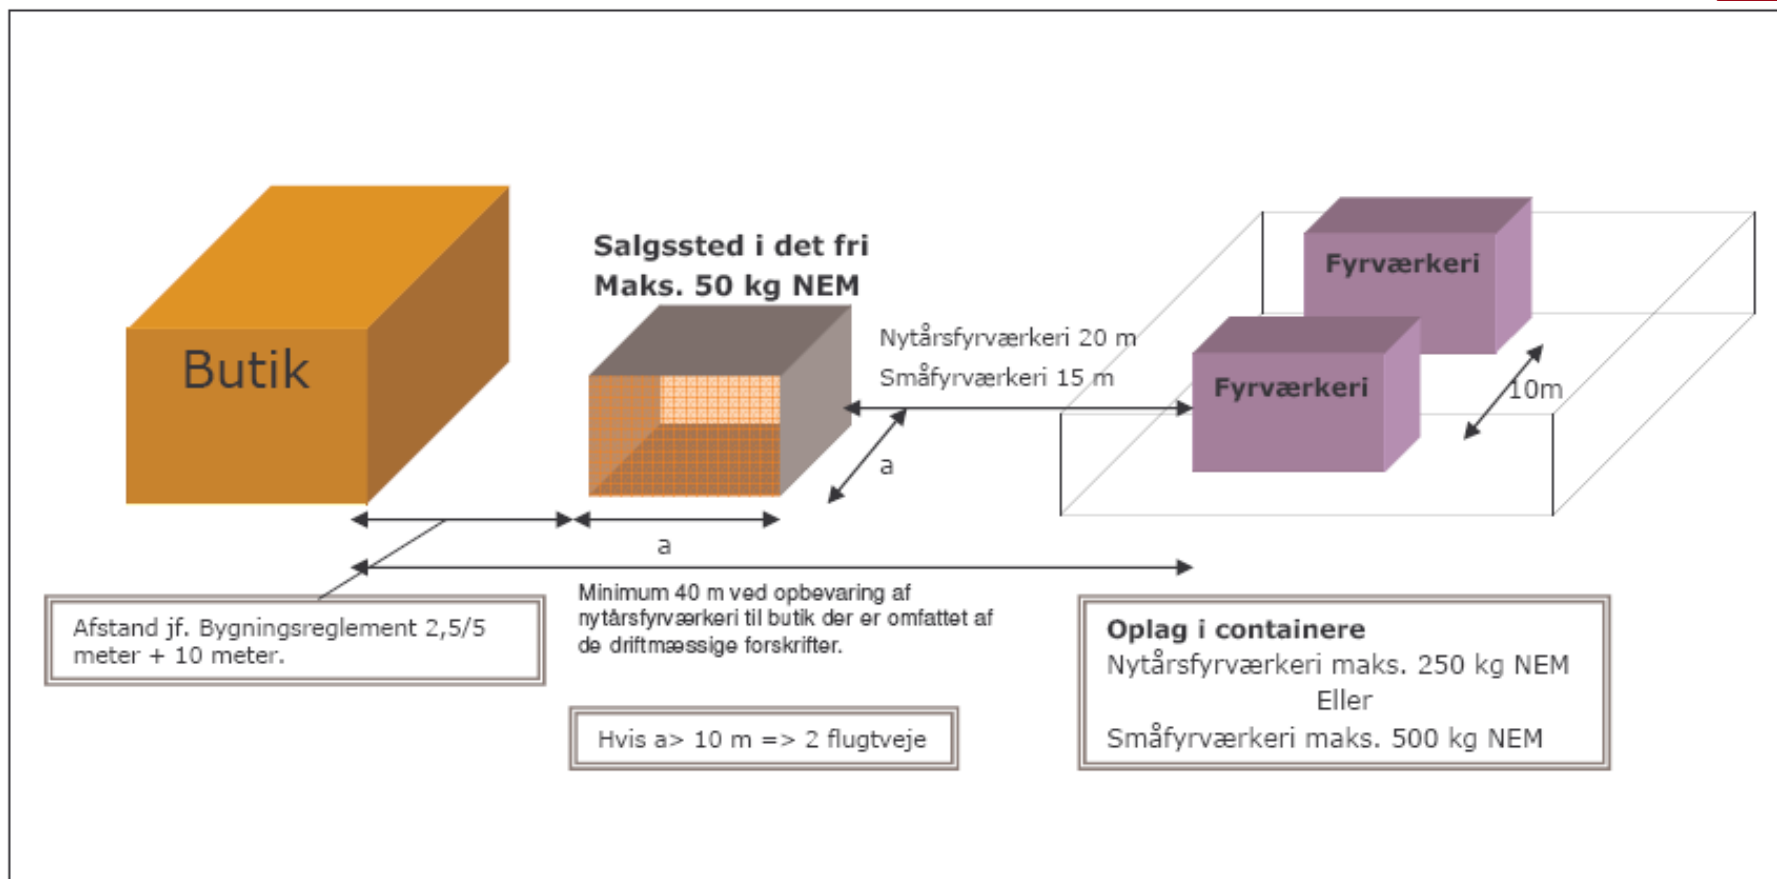 Salgssted i det fri
Maks. 50 kg NEM
Butik
Nytårsfyrværkeri 20 m
Småfyrværkeri 15 m
Fyrværkeri
Fyrværkeri
10m
a
a
Afstand jf. Bygningsreglement 2,5/5
meter + 10 meter.
Minimum 40 m ved opbevaring af
nytårsfyrværkeri til butik der er omfattet af
de driftmæssige forskrifter.
Hvis a> 10 m => 2 flugtveje
Oplag i containere
Nytårsfyrværkeri maks. 250 kg NEM
Eller
Småfyrværkeri maks. 500 kg NEM